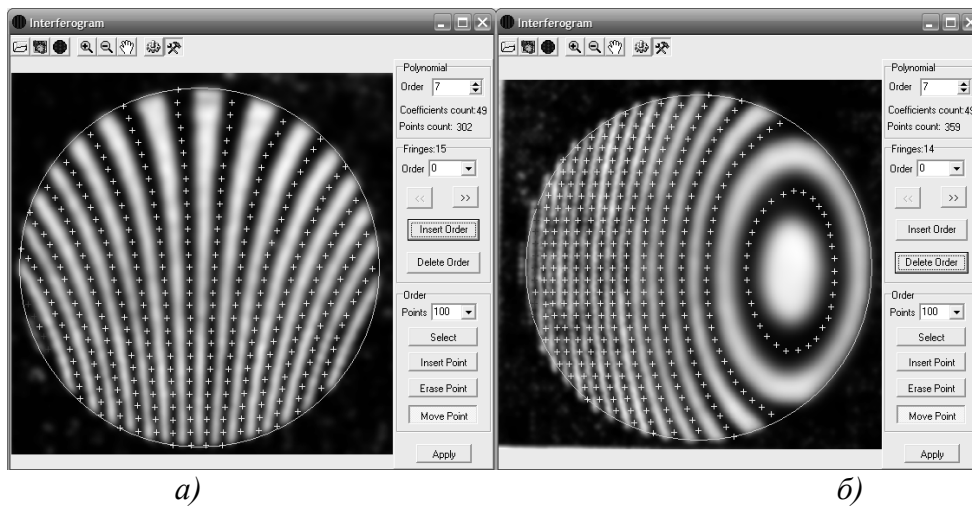 Interferogram
Polynomial
Order 7
Coefficients count:49
Points count: 302
Fringes:15
Order 0
<< >>
Insert Order
Delete Order
Order
Points 100
Select
Insert Point
Erase Point
Move Point
Apply
а)
Interferogram
Polynomial
Order 7
Coefficients count:49
Points count: 359
Fringes:14
Order 0
<< >>
Insert Order
Delete Order
Order
Points 100
Select
Insert Point
Erase Point
Move Point
Apply
б)